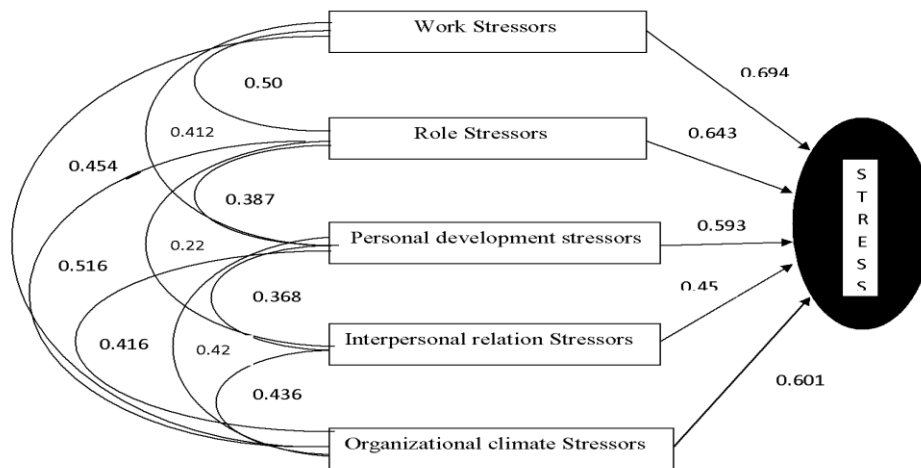 Work Stressors
0.694
0.50
Role Stressors
0.412
0.643
0.454
0.387
S
T
R
E
S
S
Personal development stressors
0.593
0.22
0.516
0.368
0.45
Interpersonal relation Stressors
0.416
0.42
0.601
0.436
Organizational climate Stressors